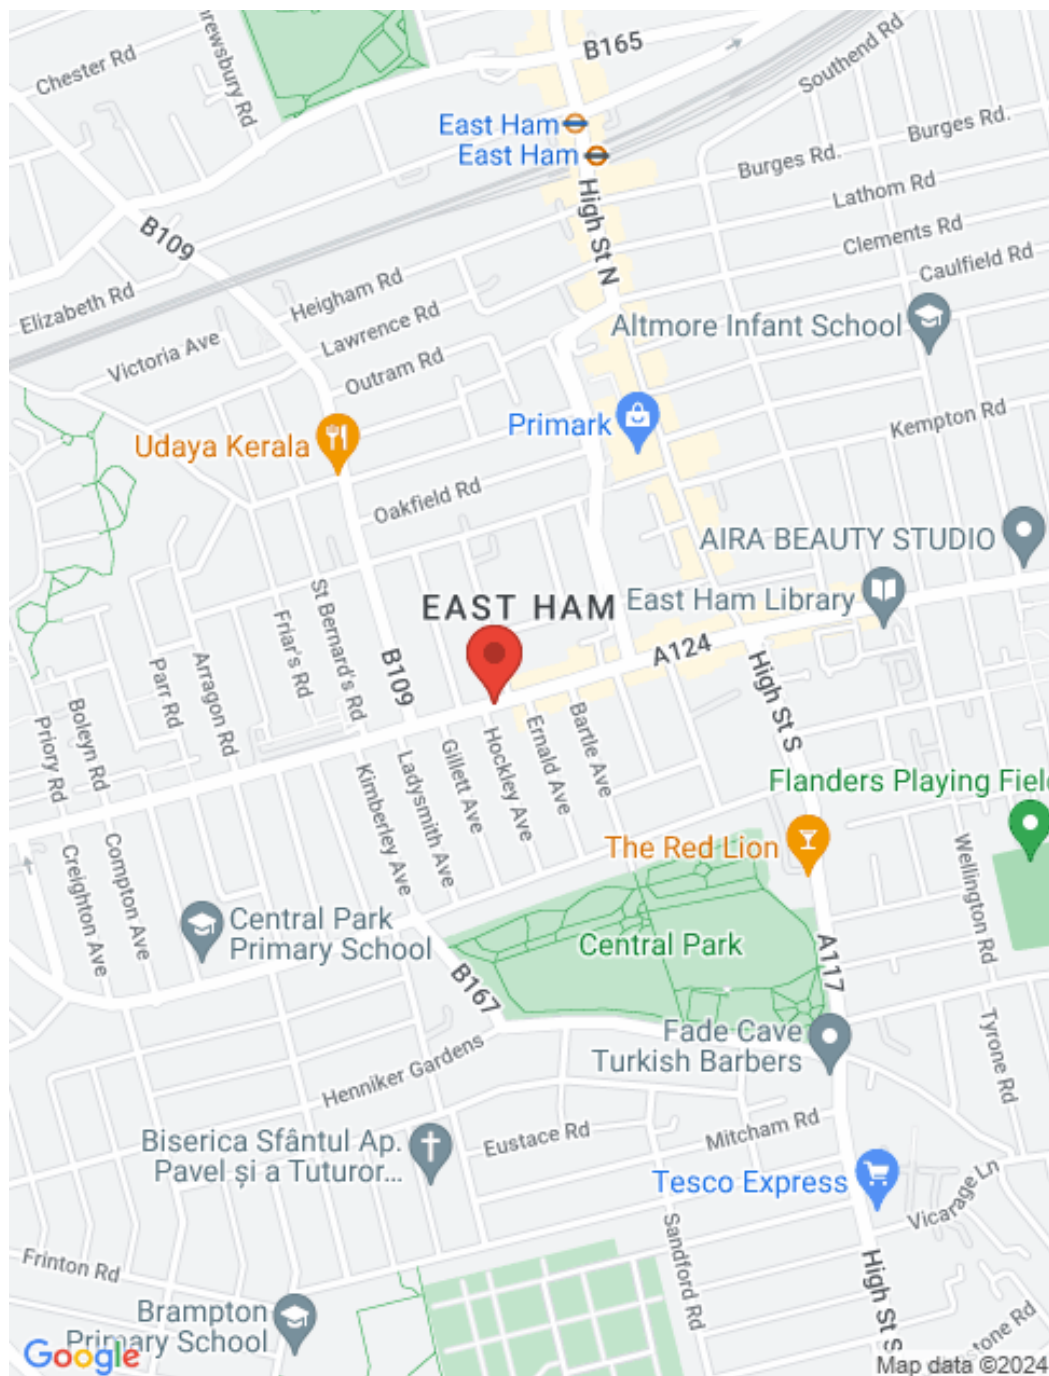 B165
Chester Rd
Southend Rd
East Ham
East Ham
Burges Rd.
Burges Rd.
Lathom Rd
High St N
B109
Clements Rd
Caulfield Rd
Elizabeth Rd
Heigham Rd
Lawrence Rd
Altmore Infant School
Victoria Ave
Outram Rd
Primark
Kempton Rd
Udaya Kerala
Oakfield Rd
AIRA BEAUTY STUDIO
EAST HAM
East Ham Library
St Bernard's Rd
Friar's Rd
B109
A124
Arragon Rd
Parr Rd
High St S
Boleyn Rd
Priory Rd
Bartle Ave
Ernald Ave
Hockley Ave
Gillett Ave
Ladysmith Ave
Kimberley Ave
Flanders Playing Field
The Red Lion
Compton Ave
Creighton Ave
Wellington Rd
Central Park
Primary School
Central Park
A117
B167
Tyrone Rd
Fade Cave
Turkish Barbers
Henniker Gardens
Biserica Sfântul Ap.
Pavel și a Tuturor...
Eustace Rd
Mitcham Rd
Tesco Express
Vicarage Ln
Sandford Rd
Frinton Rd
High St S
Brampton
Primary School
Google
Map data ©2024